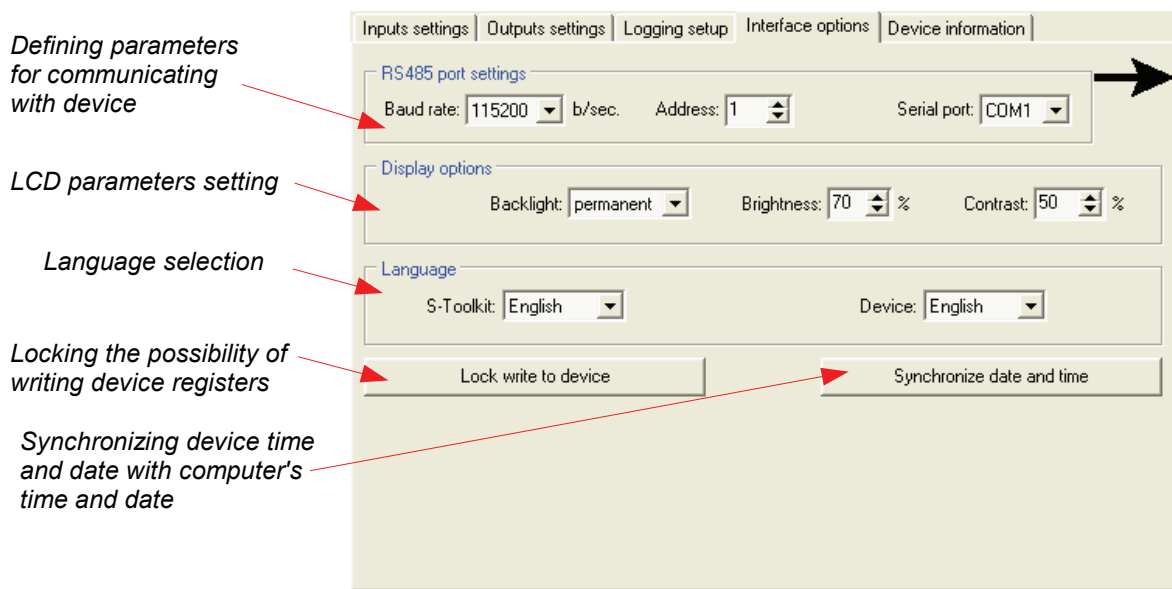 Inputs settings Outputs settings Logging setup Interface options Device information
Defining parameters
for communicating
with device
RS485 port settings
Baud rate: 115200 b/sec. Address: 1 Serial port: COM1
LCD parameters setting
Display options
Backlight: permanent Brightness: 70 % Contrast: 50 %
Language selection
Language
S-Toolkit: English Device: English
Locking the possibility of
writing device registers
Lock write to device Synchronize date and time
Synchronizing device time
and date with computer's
time and date